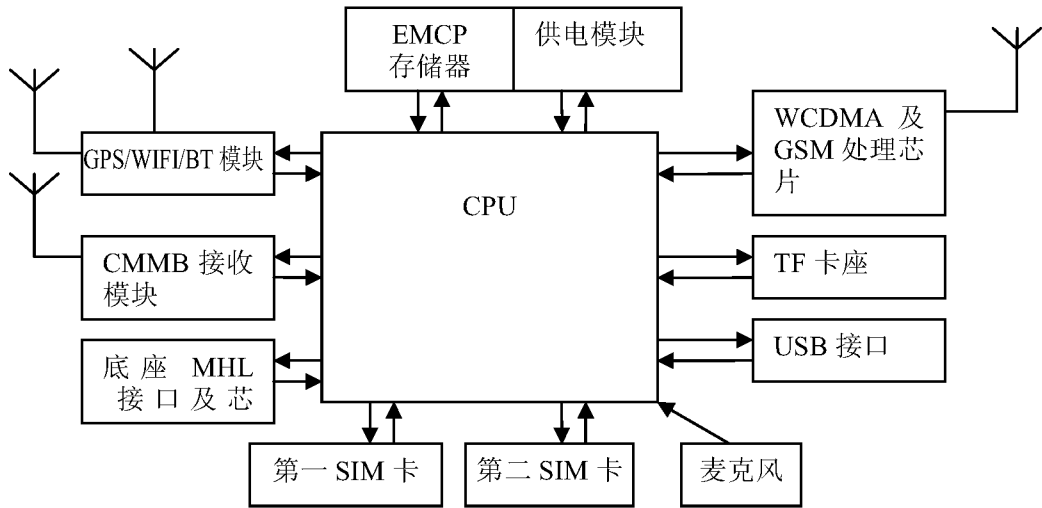 EMCP
存储器
供电模块
GPS/WIFI/BT 模块
WCDMA 及
GSM 处理芯
片
CPU
CMMB 接收
模块
TF 卡座
底 座 MHL
接 口 及 芯
USB 接口
第一 SIM 卡
第二 SIM 卡
麦克风